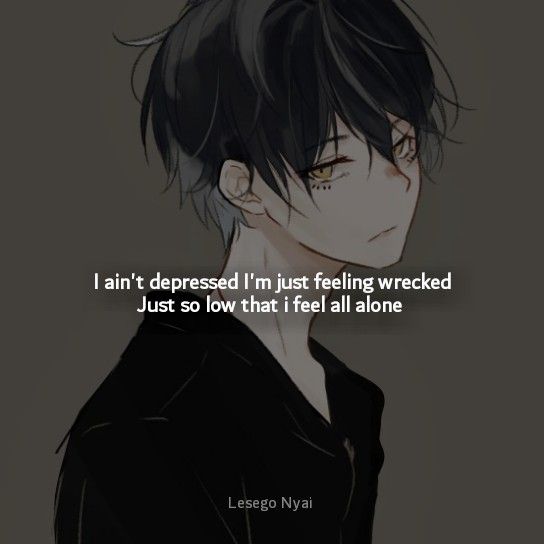 I ain't depressed I'm just feeling wrecked
Just so low that i feel all alone
Lesego Nyai